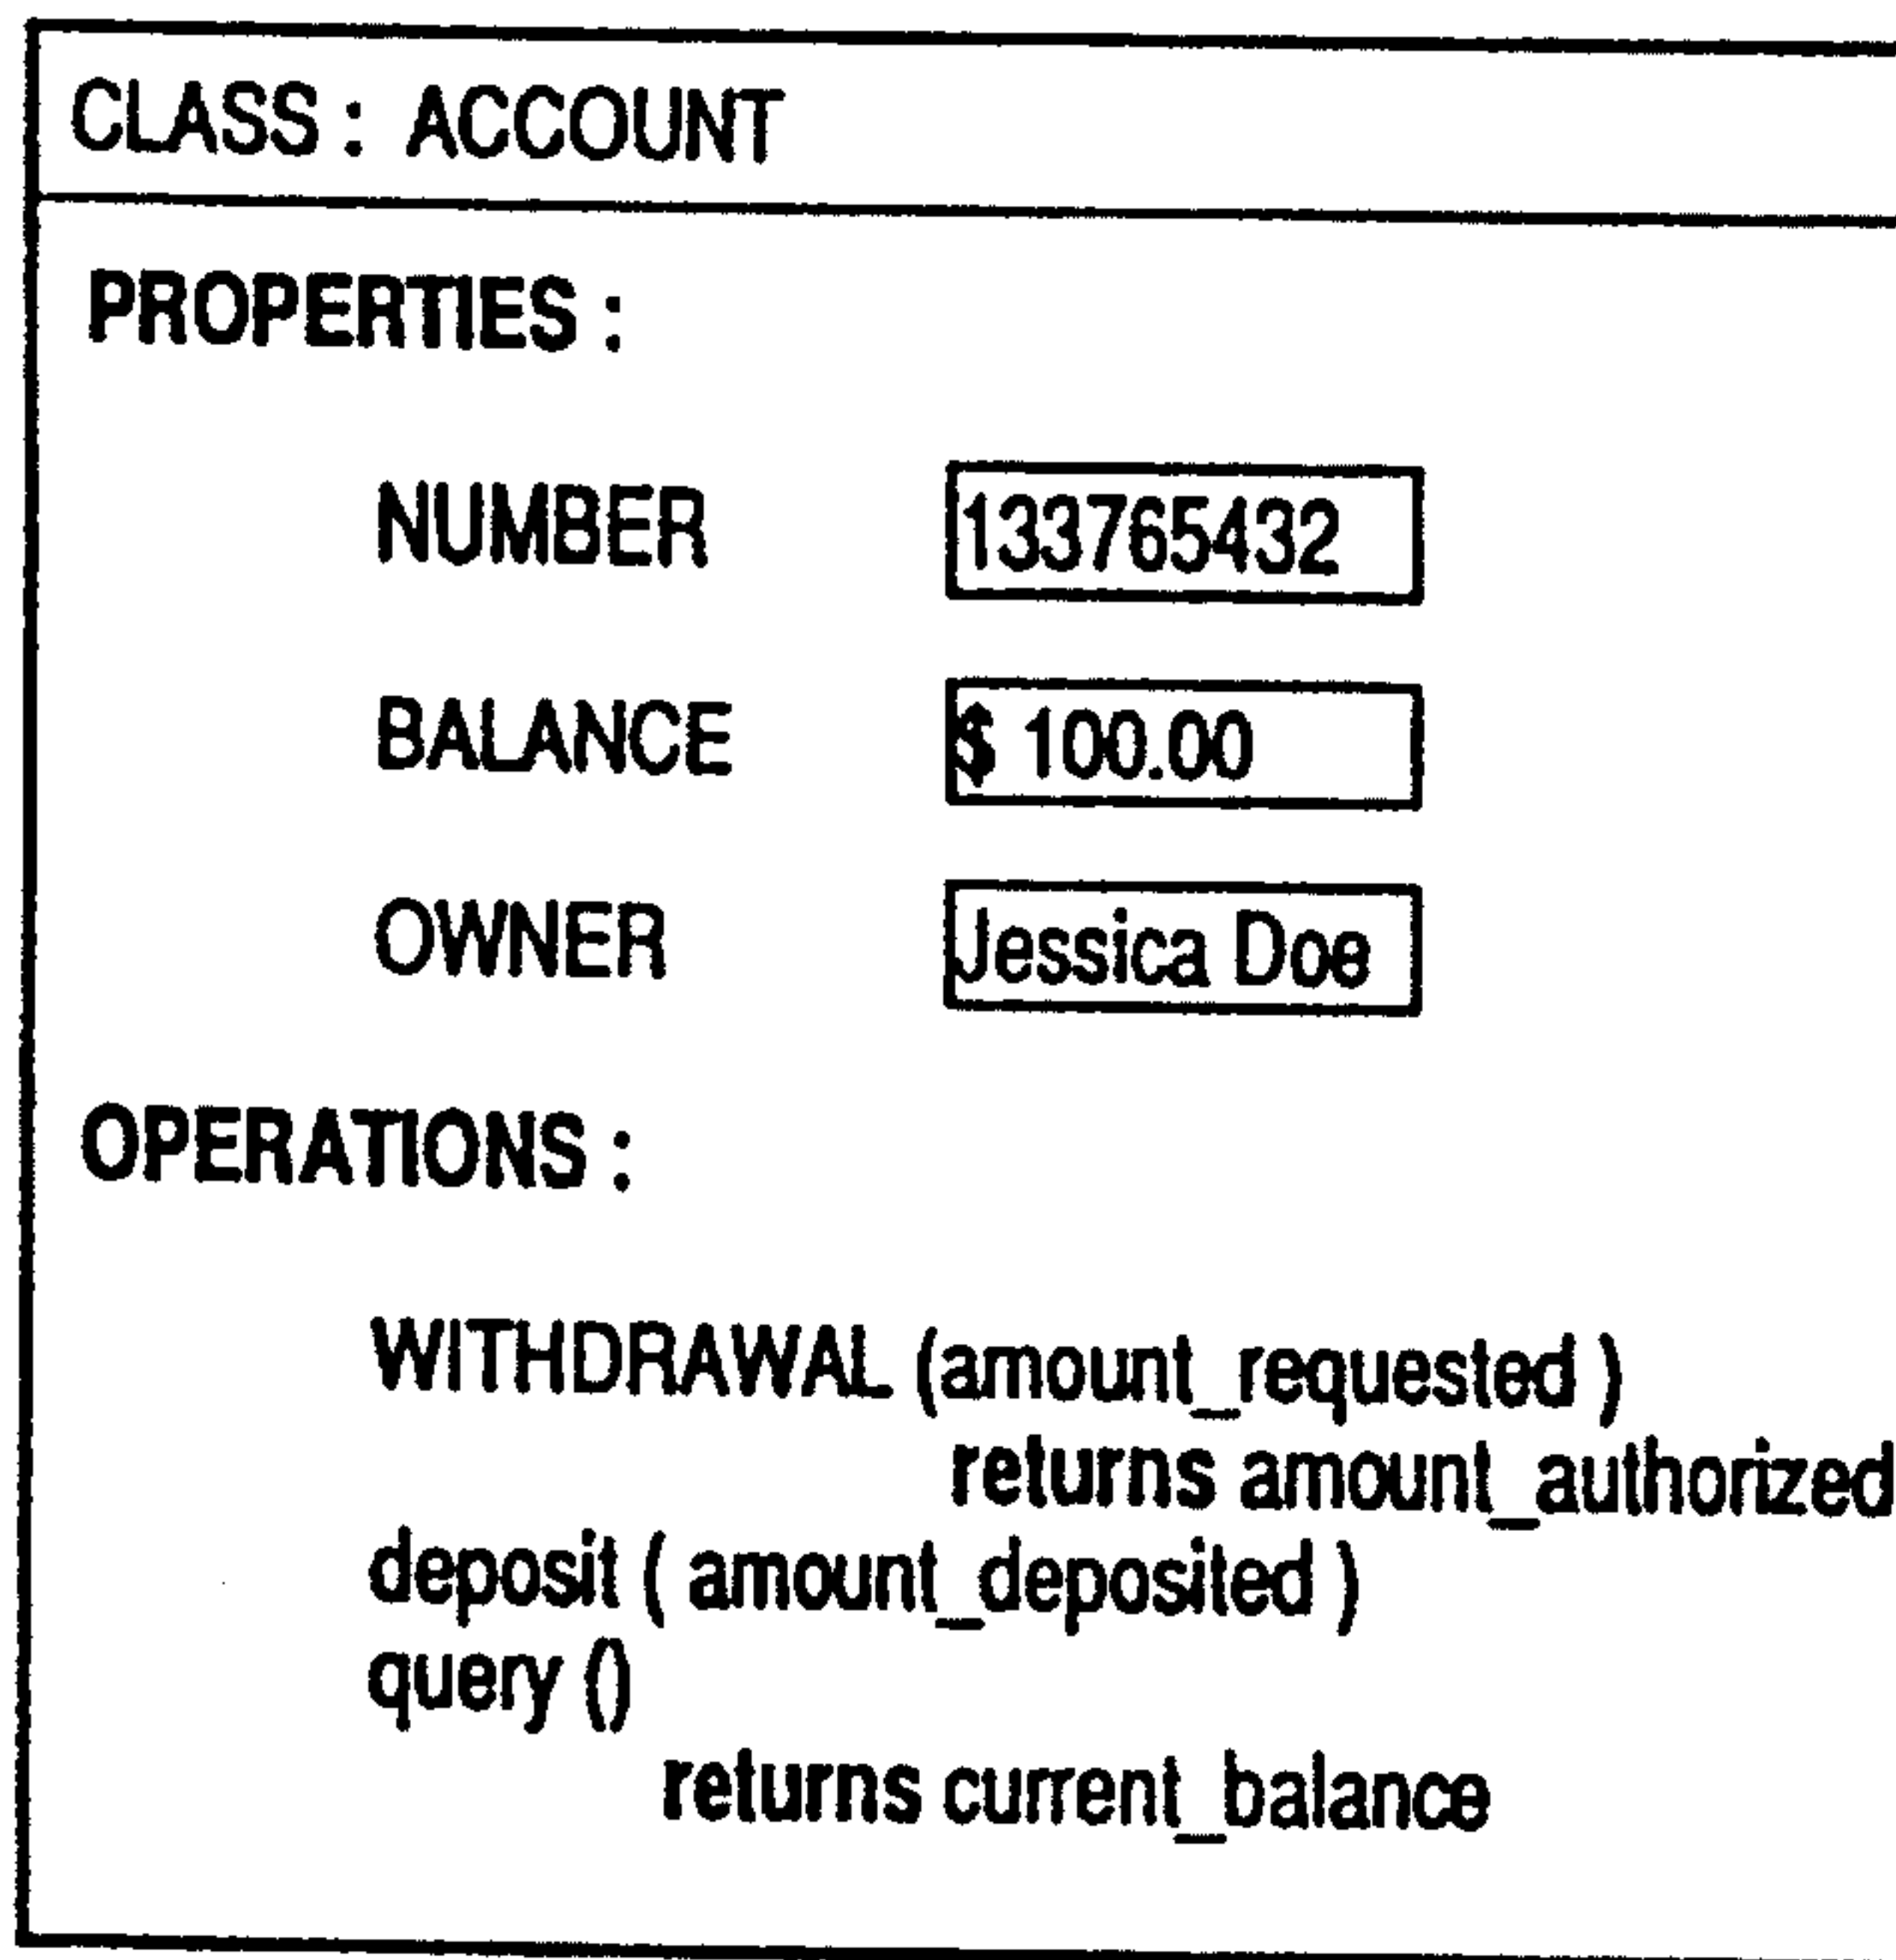 CLASS : ACCOUNT
PROPERTIES :
NUMBER 133765432
BALANCE $ 100.00
OWNER Jessica Doe
OPERATIONS :
WITHDRAWAL (amount_requested )
returns amount_authorized
deposit ( amount_deposited )
query ()
returns current_balance